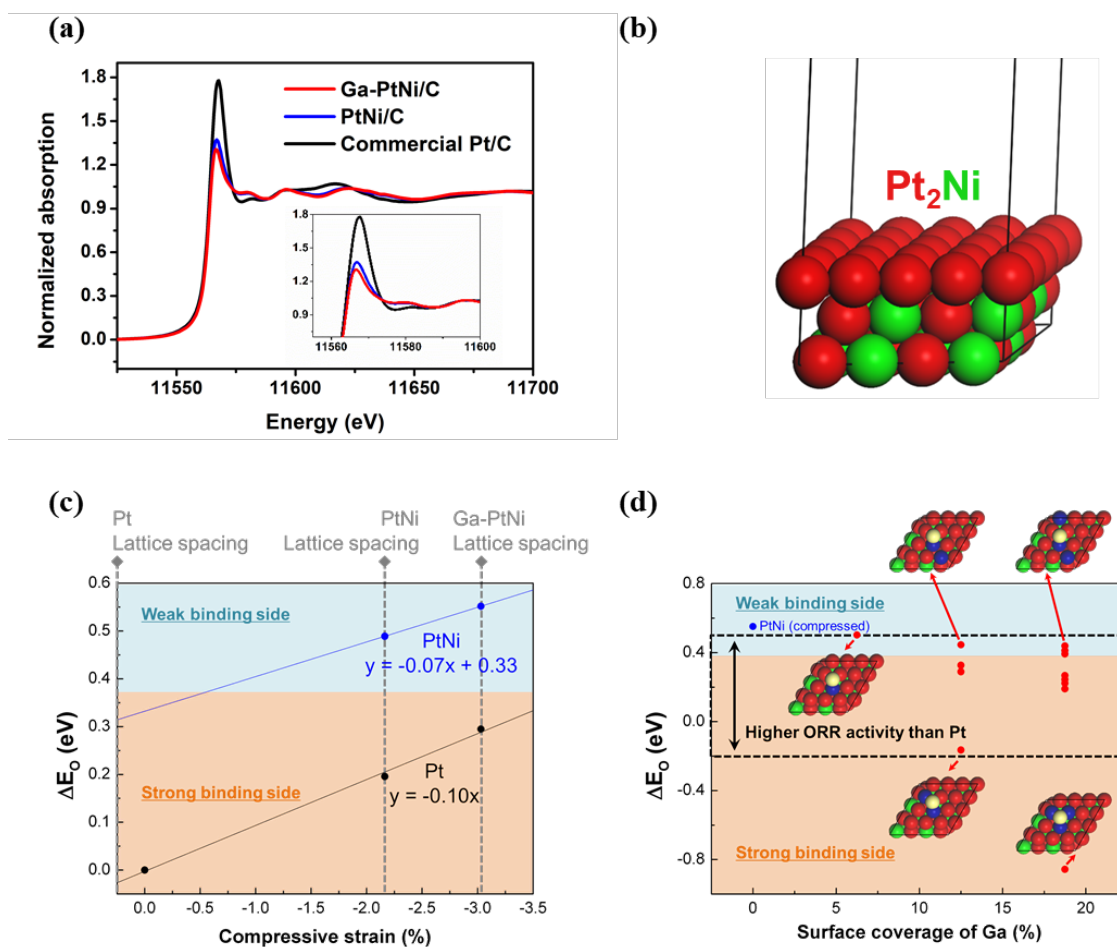 (a)
1.8
1.5
1.2
0.9
0.6
0.3
0.0
Normalized absorption
Ga-PtNi/C
PtNi/C
Commercial Pt/C
1.8
1.5
1.2
0.9
11560 11580 11600
11550 11600 11650 11700
Energy (eV)
(b)
Pt₂Ni
(c)
Pt
Lattice spacing
PtNi
Lattice spacing
Ga-PtNi
Lattice spacing
0.6
0.5
0.4
0.3
0.2
0.1
0.0
ΔE_O (eV)
Weak binding side
PtNi
y = -0.07x + 0.33
Pt
y = -0.10x
Strong binding side
0.0 -0.5 -1.0 -1.5 -2.0 -2.5 -3.0 -3.5
Compressive strain (%)
(d)
0.8
0.4
0.0
-0.4
-0.8
ΔE_O (eV)
Weak binding side
PtNi (compressed)
Higher ORR activity than Pt
Strong binding side
0 5 10 15 20
Surface coverage of Ga (%)